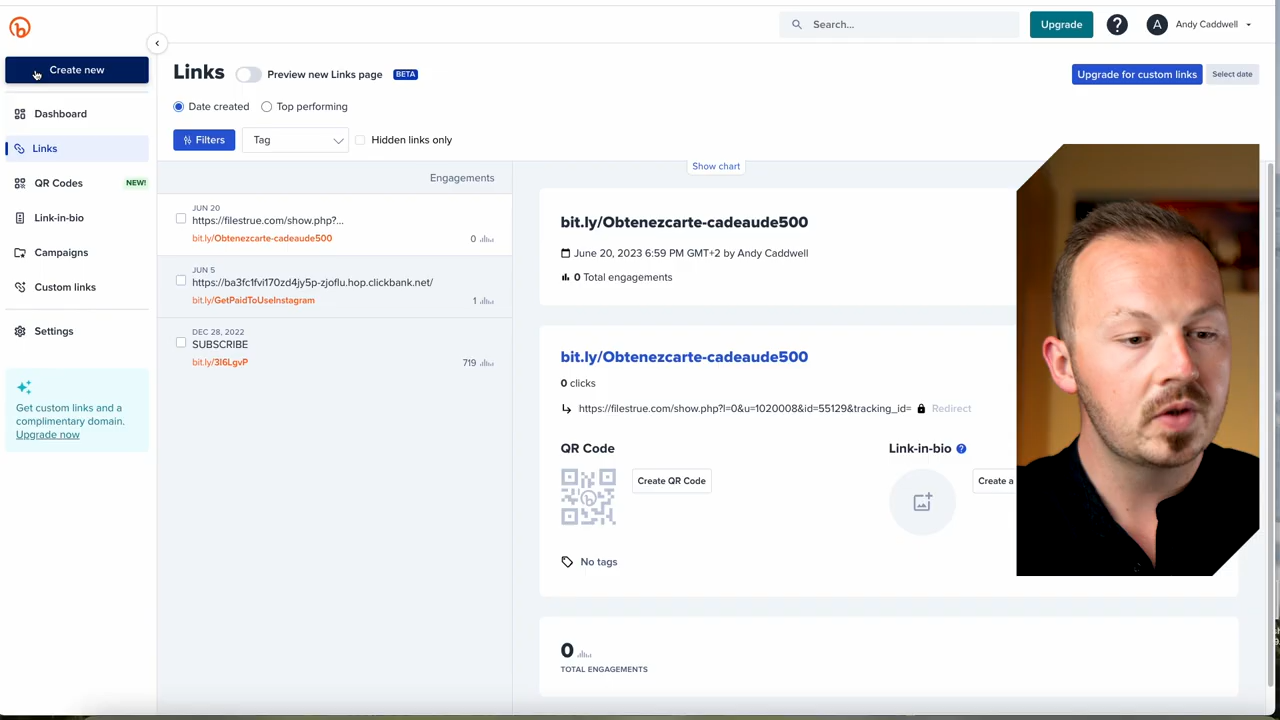 Search...
Upgrade
?
A
Andy Caddwell
Create new
Links
Preview new Links page
BETA
Upgrade for custom links
Select date
Date created
Top performing
Dashboard
Filters
Tag
Hidden links only
Links
Show chart
Engagements
QR Codes
NEW!
JUN 20
https://filestrue.com/show.php?...
bit.ly/Obtenezcarte-cadeaude500
0
Link-in-bio
bit.ly/Obtenezcarte-cadeaude500
Campaigns
June 20, 2023 6:59 PM GMT+2 by Andy Caddwell
0 Total engagements
JUN 5
https://ba3fc1fvi170zd4jy5p-zjoflu.hop.clickbank.net/
bit.ly/GetPaidToUseInstagram
1
Custom links
Settings
DEC 28, 2022
SUBSCRIBE
bit.ly/3I6LgvP
719
bit.ly/Obtenezcarte-cadeaude500
0 clicks
https://filestrue.com/show.php?l=0&u=1020008&id=55129&tracking_id=
Redirect
Get custom links and a
complimentary domain.
Upgrade now
QR Code
Link-in-bio
?
Create QR Code
Create a
No tags
0
TOTAL ENGAGEMENTS